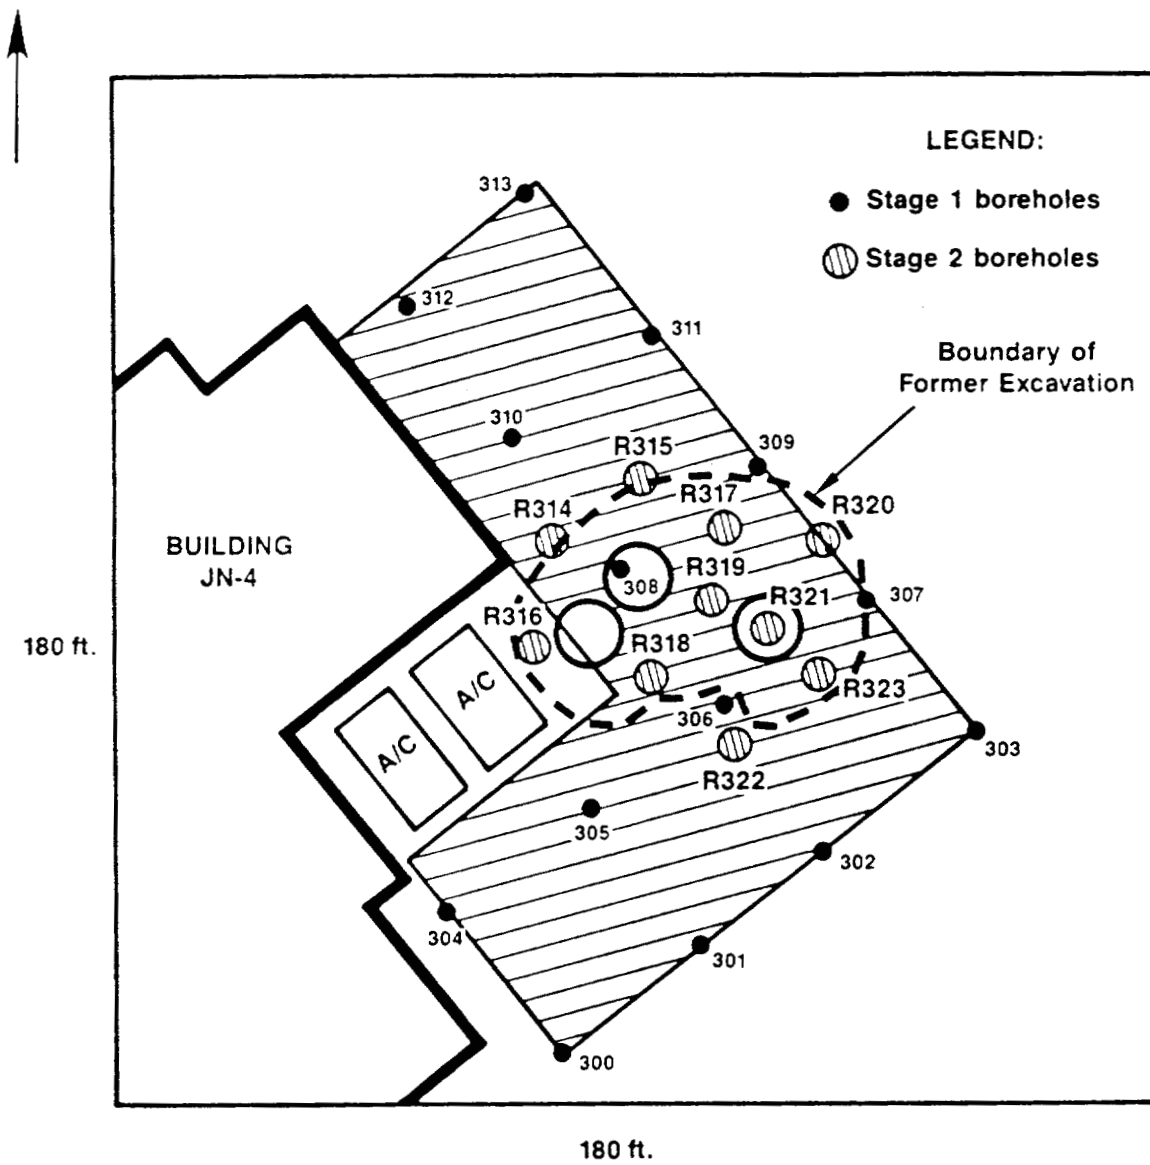 LEGEND:
Stage 1 boreholes
Stage 2 boreholes
Boundary of
Former Excavation
313
312
311
310
309
R315
R317
R314
R320
BUILDING
JN-4
308
R319
R321
307
R316
180 ft.
R318
A/C
A/C
R323
306
303
R322
305
302
304
301
300
180 ft.